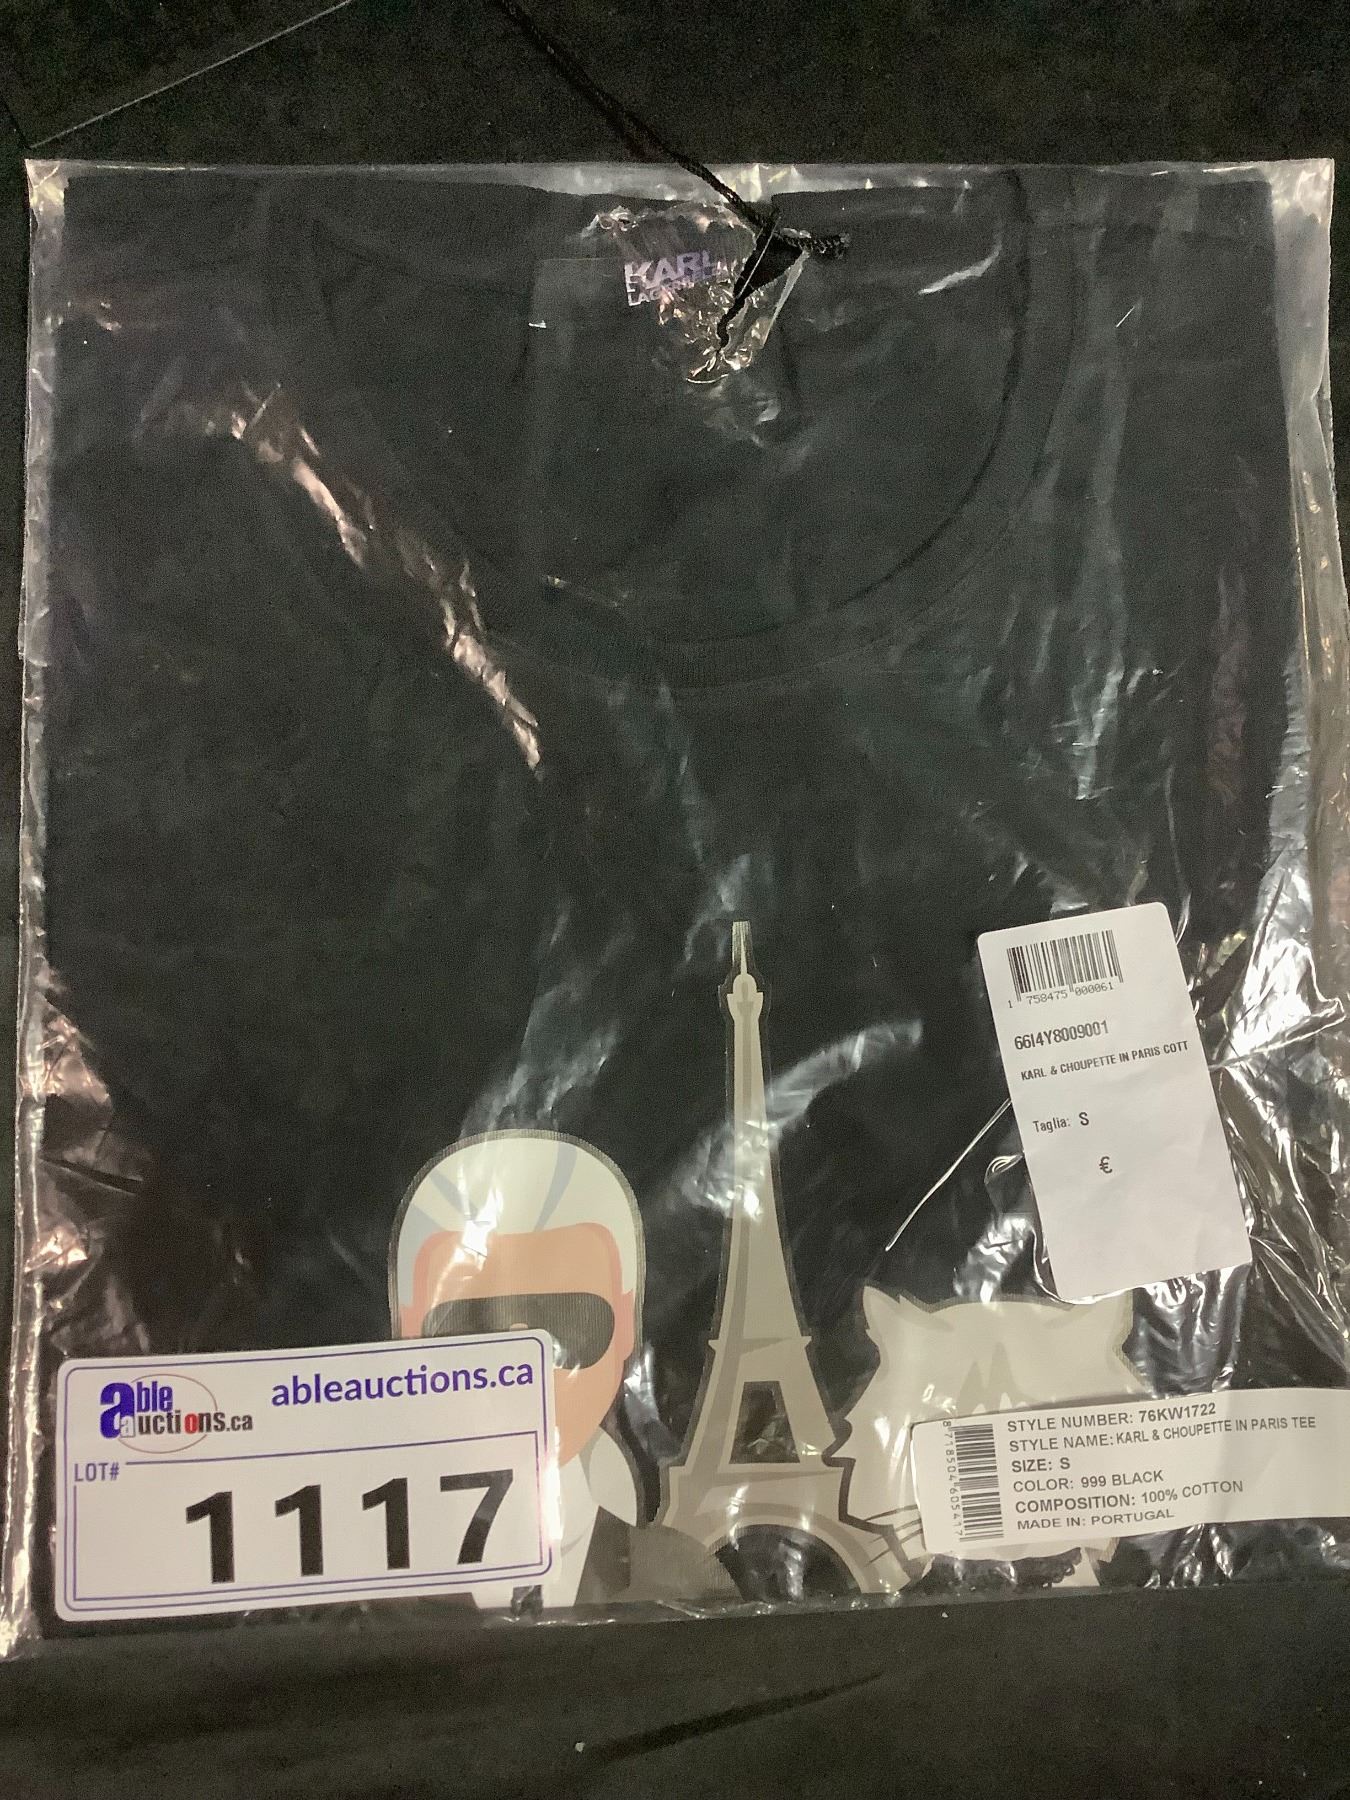 KARL
LAGERFELD
1 758475 000061
66I4Y8009001
KARL & CHOUPETTE IN PARIS COTT
Taglia: S
€
able
auctions.ca
ableauctions.ca
LOT#
1117
8718504605417
STYLE NUMBER: 76KW1722
STYLE NAME: KARL & CHOUPETTE IN PARIS TEE
SIZE: S
COLOR: 999 BLACK
COMPOSITION: 100% COTTON
MADE IN: PORTUGAL